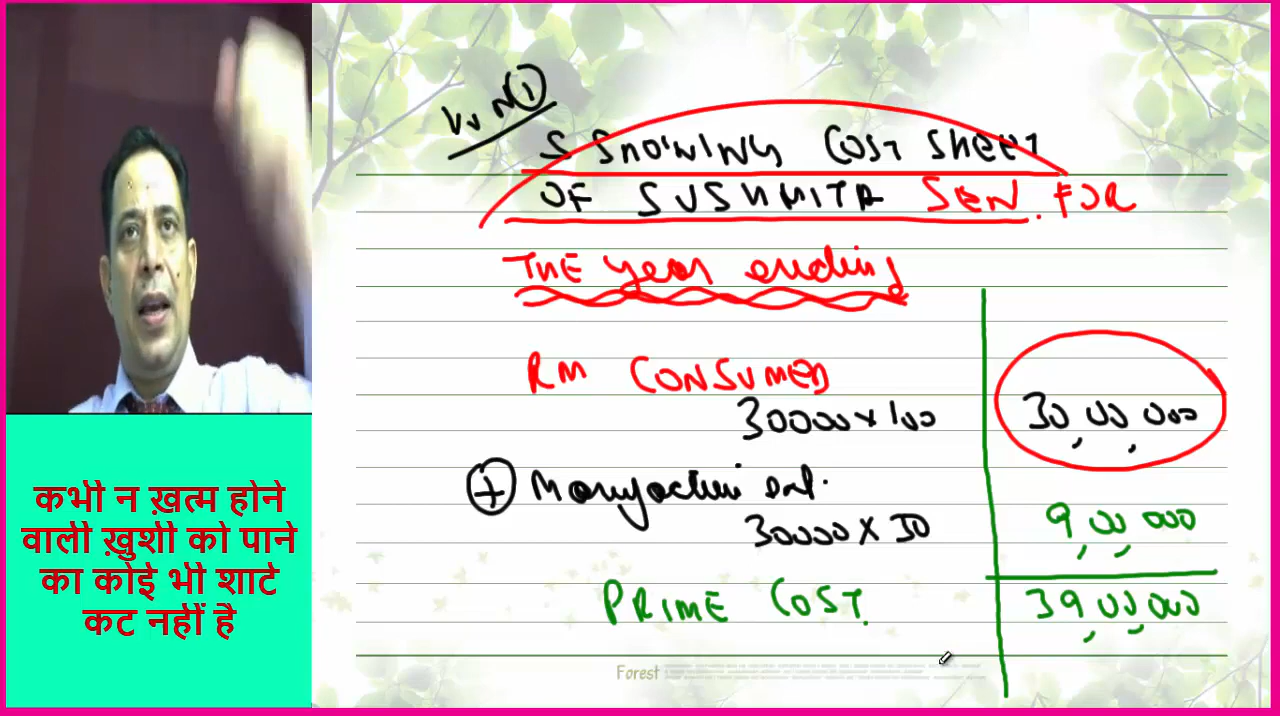 W N ①
S SHOWING COST SHEET
OF SUSHMITA SEN. FOR
THE year ending
RM CONSUMED
30000 x 100 30,00,000
+
30000 X 30 9,00,000
PRIME COST. 39,00,000
Forest
कभी न ख़त्म होने
वाली ख़ुशी को पाने
का कोई भी शार्ट
कट नहीं है